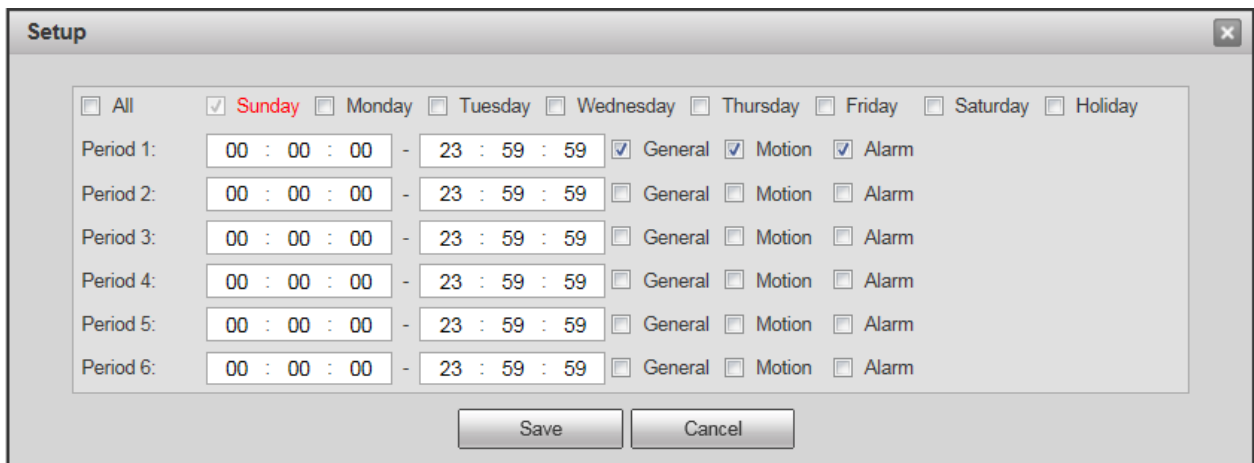 Setup
All Sunday Monday Tuesday Wednesday Thursday Friday Saturday Holiday
Period 1: 00 : 00 : 00 - 23 : 59 : 59 General Motion Alarm
Period 2: 00 : 00 : 00 - 23 : 59 : 59 General Motion Alarm
Period 3: 00 : 00 : 00 - 23 : 59 : 59 General Motion Alarm
Period 4: 00 : 00 : 00 - 23 : 59 : 59 General Motion Alarm
Period 5: 00 : 00 : 00 - 23 : 59 : 59 General Motion Alarm
Period 6: 00 : 00 : 00 - 23 : 59 : 59 General Motion Alarm
Save Cancel